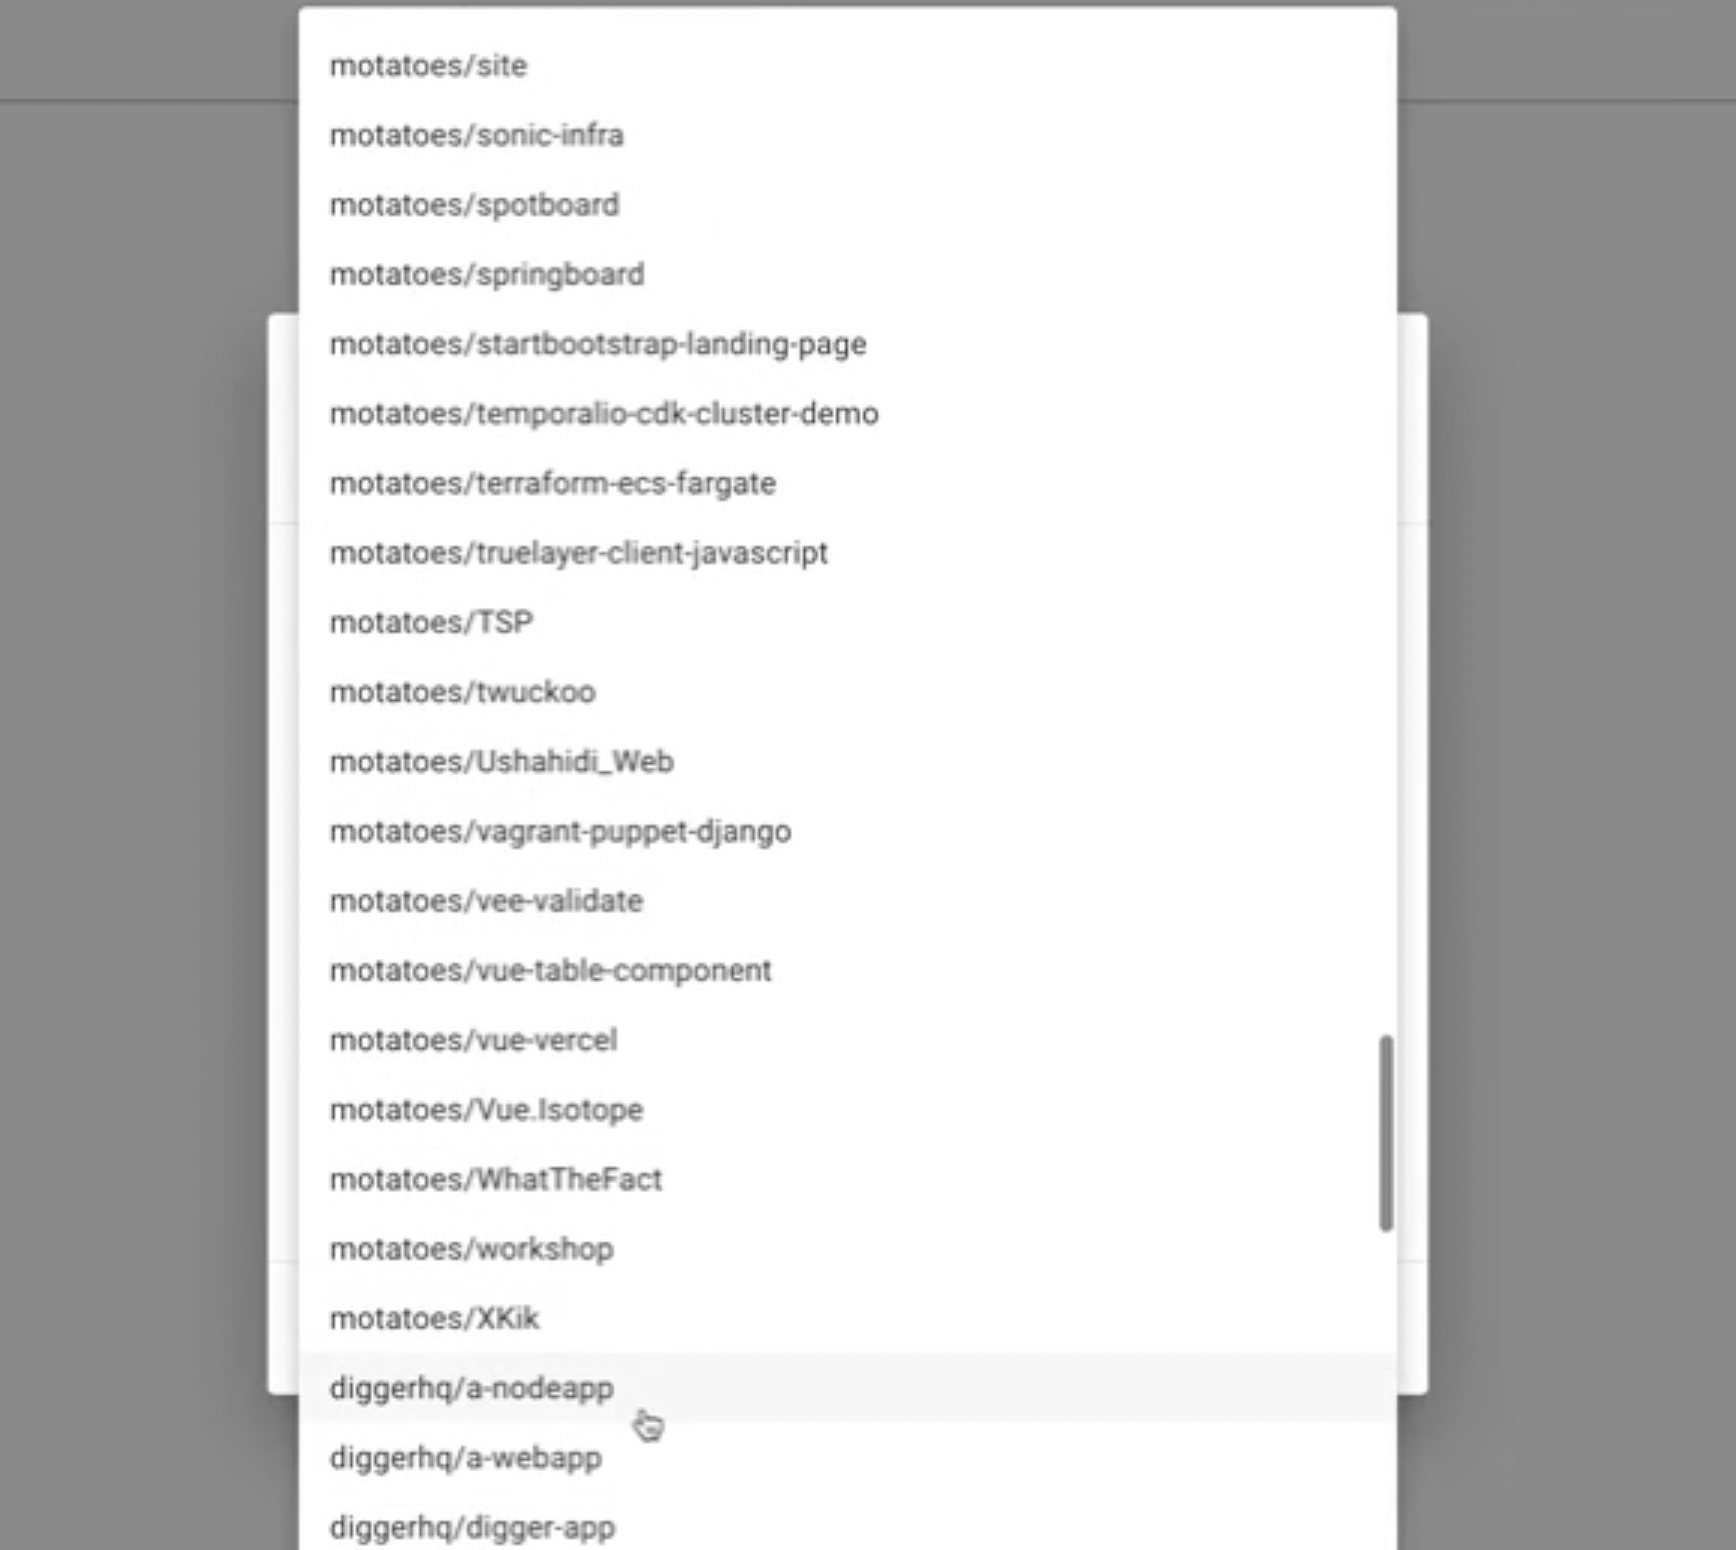 motatoes/site
motatoes/sonic-infra
motatoes/spotboard
motatoes/springboard
motatoes/startbootstrap-landing-page
motatoes/temporalio-cdk-cluster-demo
motatoes/terraform-ecs-fargate
motatoes/truelayer-client-javascript
motatoes/TSP
motatoes/twuckoo
motatoes/Ushahidi_Web
motatoes/vagrant-puppet-django
motatoes/vee-validate
motatoes/vue-table-component
motatoes/vue-vercel
motatoes/Vue.Isotope
motatoes/WhatTheFact
motatoes/workshop
motatoes/XKik
diggerhq/a-nodeapp
diggerhq/a-webapp
diggerhq/digger-app